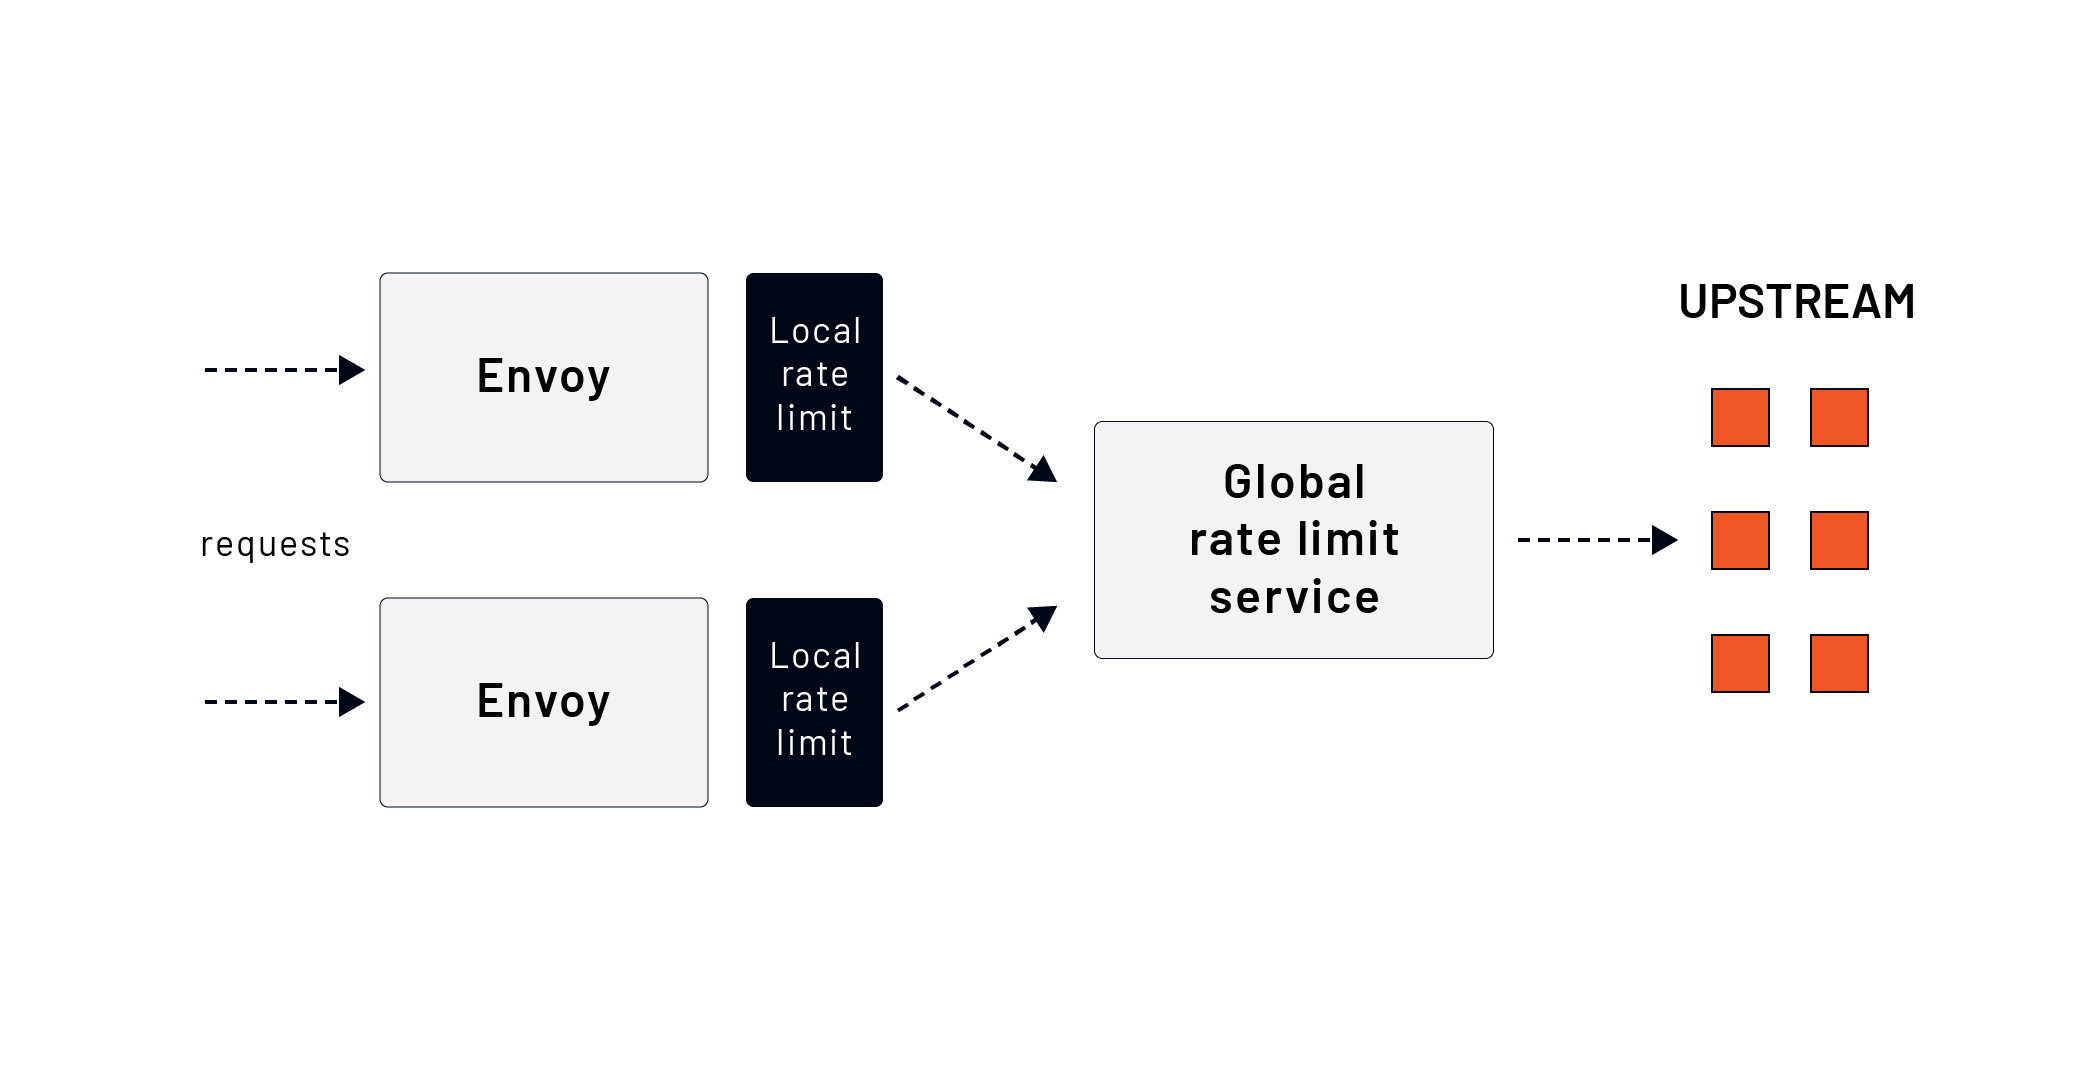 requests
Envoy
Local
rate
limit
Envoy
Local
rate
limit
Global
rate limit
service
UPSTREAM